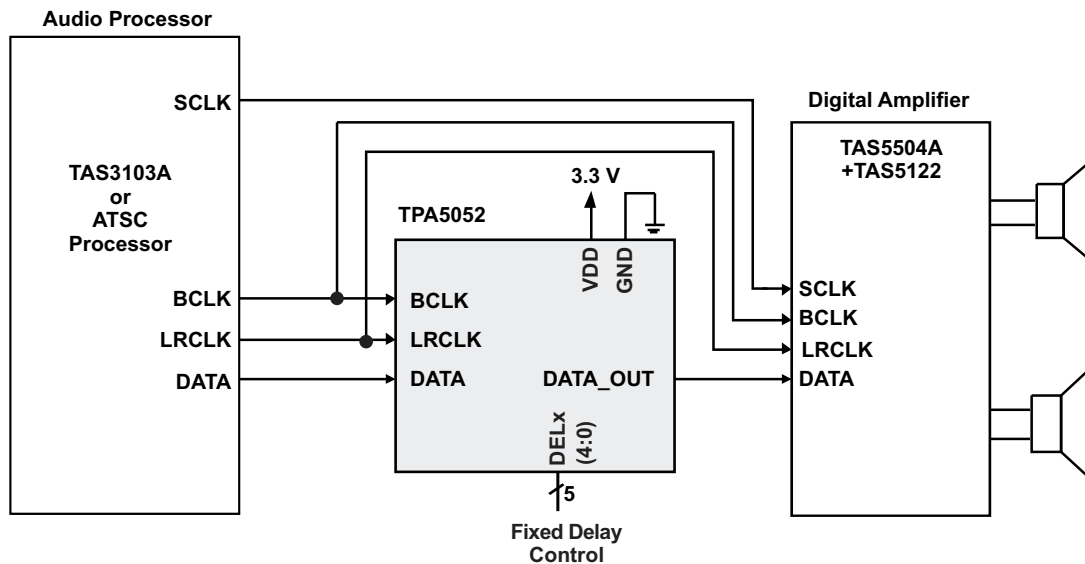 Audio Processor
SCLK
TAS3103A
or
ATSC
Processor
BCLK
LRCLK
DATA
TPA5052
3.3 V
VDD
GND
BCLK
LRCLK
DATA
DATA_OUT
DELx
(4:0)
5
Fixed Delay
Control
Digital Amplifier
TAS5504A
+TAS5122
SCLK
BCLK
LRCLK
DATA